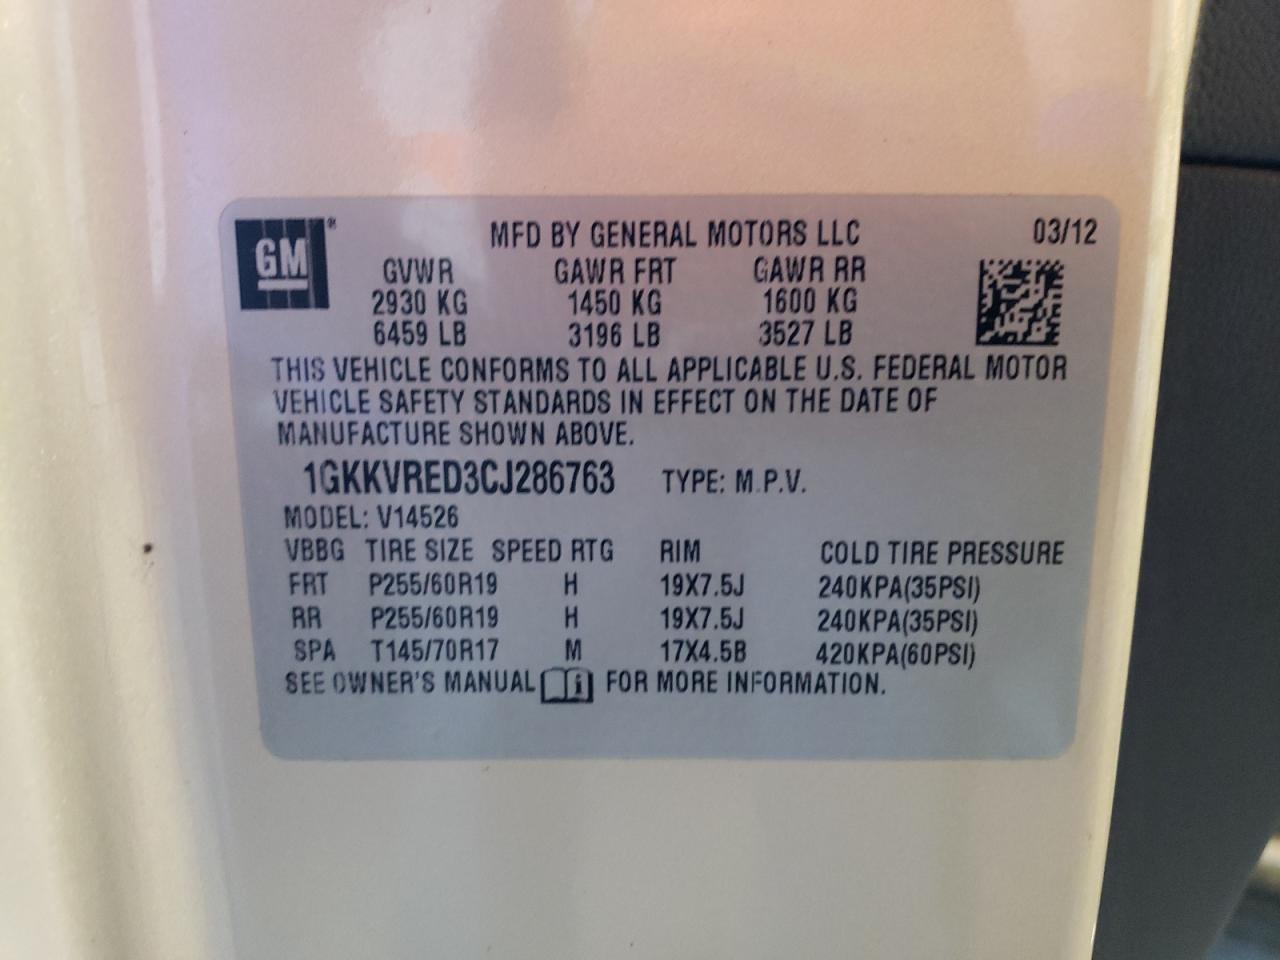 GM® MFD BY GENERAL MOTORS LLC 03/12
GVWR GAWR FRT GAWR RR
2930 KG 1450 KG 1600 KG
6459 LB 3196 LB 3527 LB
THIS VEHICLE CONFORMS TO ALL APPLICABLE U.S. FEDERAL MOTOR
VEHICLE SAFETY STANDARDS IN EFFECT ON THE DATE OF
MANUFACTURE SHOWN ABOVE.
1GKKVRED3CJ286763 TYPE: M.P.V.
MODEL: V14526
VBBG TIRE SIZE SPEED RTG RIM COLD TIRE PRESSURE
FRT P255/60R19 H 19X7.5J 240KPA(35PSI)
RR P255/60R19 H 19X7.5J 240KPA(35PSI)
SPA T145/70R17 M 17X4.5B 420KPA(60PSI)
SEE OWNER'S MANUAL i FOR MORE INFORMATION.